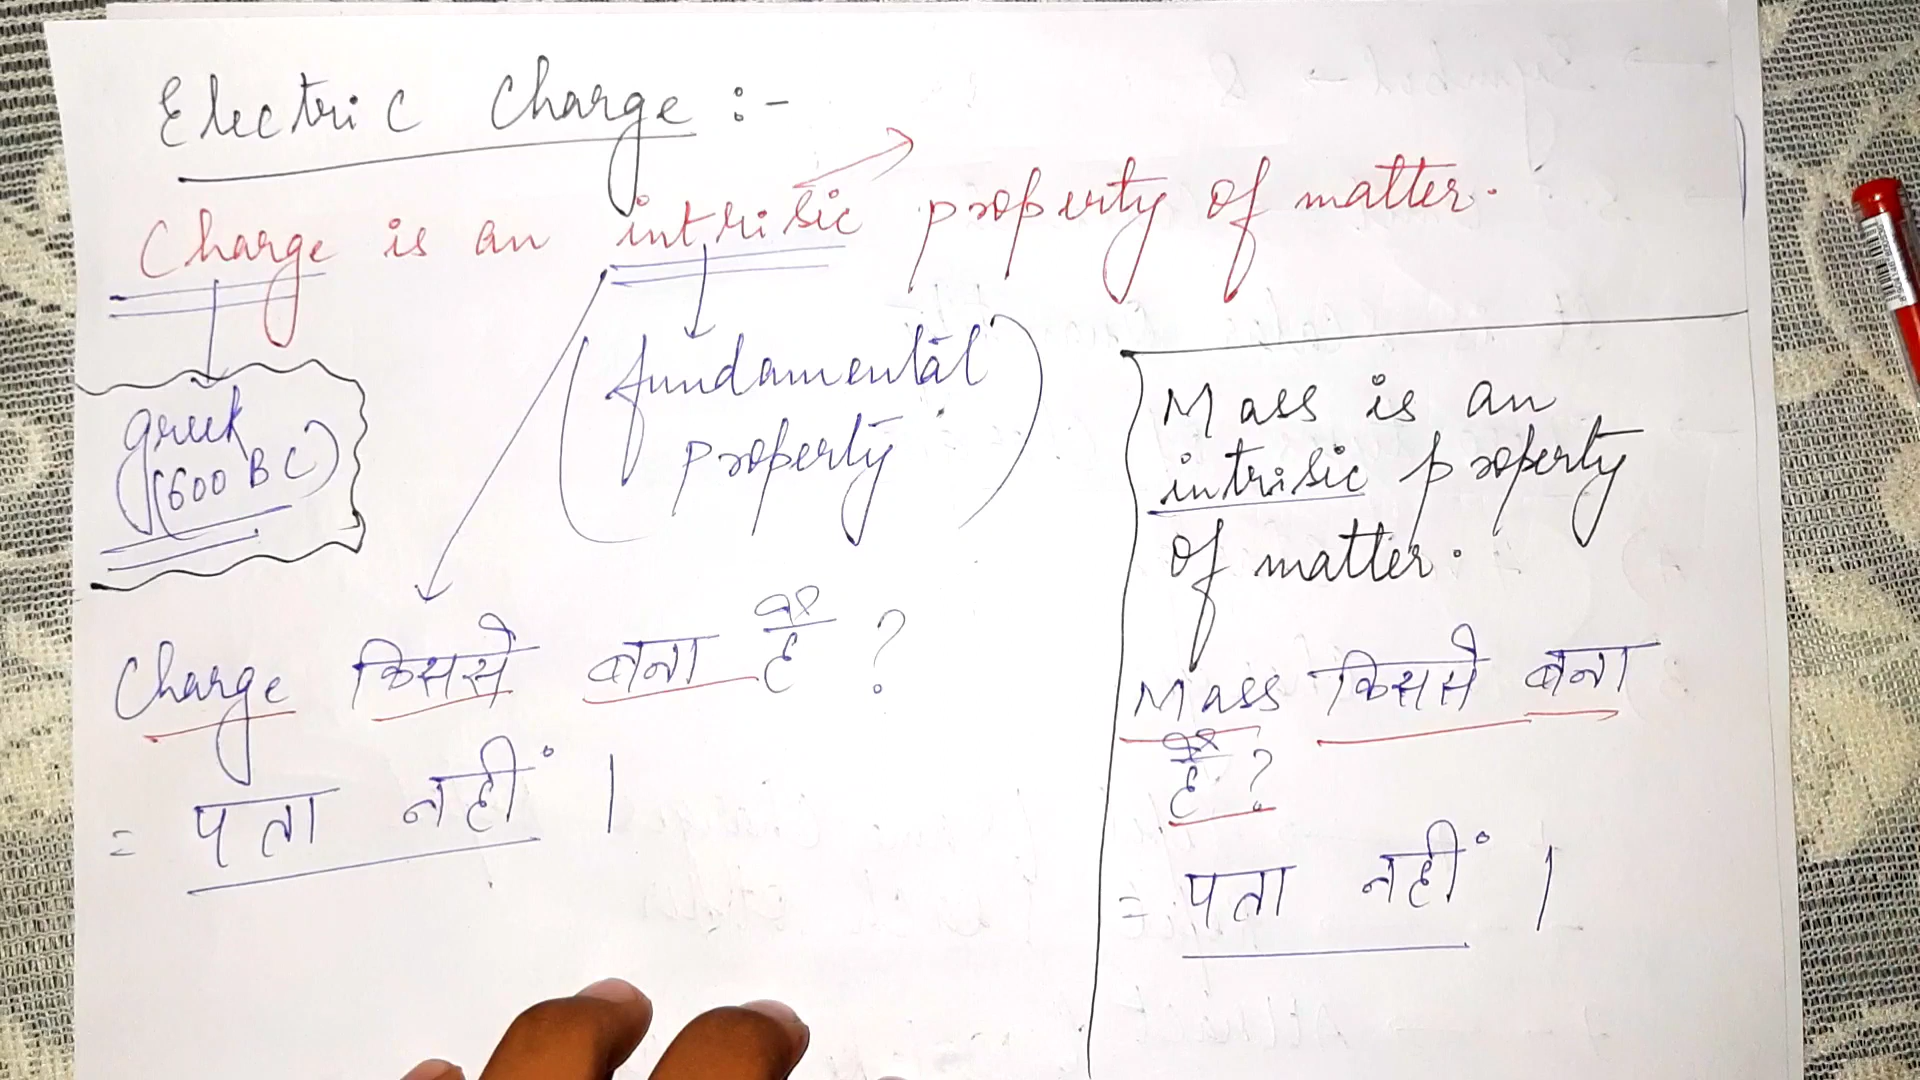 Electric Charge :-
Charge is an intrisic property of matter.
(fundamental
property)
greek
(600 BC)
Charge किससे बना है ?
= पता नहीं ।
Mass is an
intrisic property
of matter.
Mass किससे बना
है ?
= पता नहीं ।